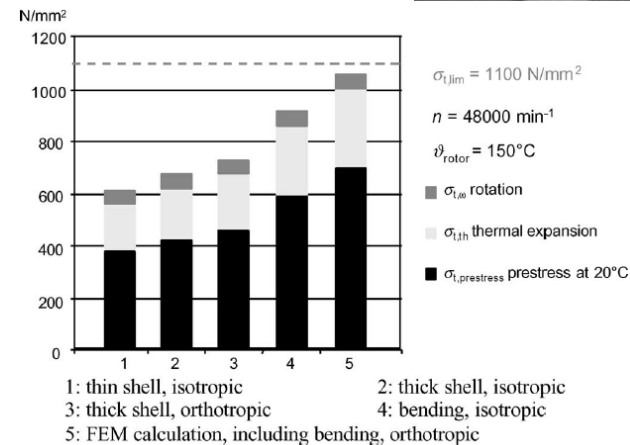 N/mm²
1200
1000
800
600
400
200
0
1 2 3 4 5
σt,lim = 1100 N/mm²
n = 48000 min⁻¹
ϑrotor = 150°C
σt,ω rotation
σt,th thermal expansion
σt,prestress prestress at 20°C
1: thin shell, isotropic 2: thick shell, isotropic
3: thick shell, orthotropic 4: bending, isotropic
5: FEM calculation, including bending, orthotropic